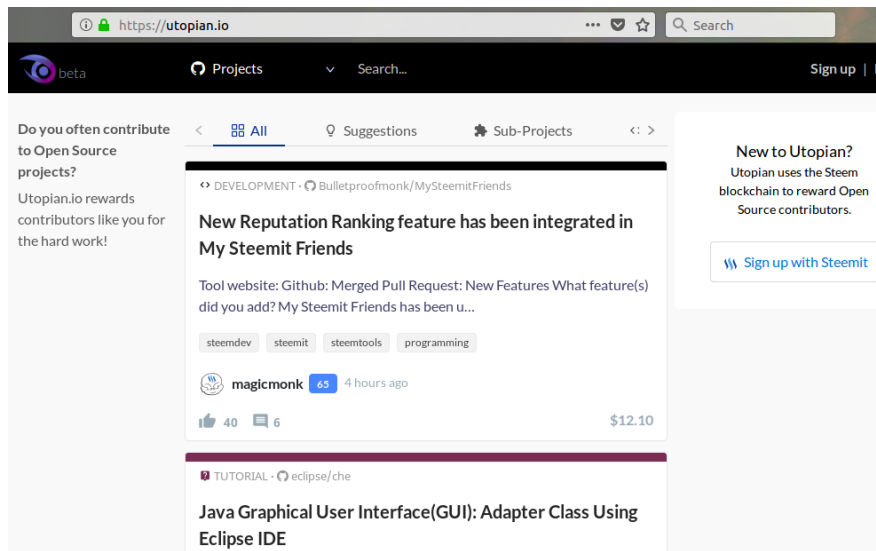 https://utopian.io
Search
beta
Projects
Search...
Sign up |
Do you often contribute
to Open Source
projects?
Utopian.io rewards
contributors like you for
the hard work!
All
Suggestions
Sub-Projects
DEVELOPMENT · Bulletproofmonk/MySteemitFriends
New Reputation Ranking feature has been integrated in
My Steemit Friends
Tool website: Github: Merged Pull Request: New Features What feature(s)
did you add? My Steemit Friends has been u...
steemdev steemit steemtools programming
magicmonk 65 4 hours ago
40 6 $12.10
TUTORIAL · eclipse/che
Java Graphical User Interface(GUI): Adapter Class Using
Eclipse IDE
New to Utopian?
Utopian uses the Steem
blockchain to reward Open
Source contributors.
Sign up with Steemit